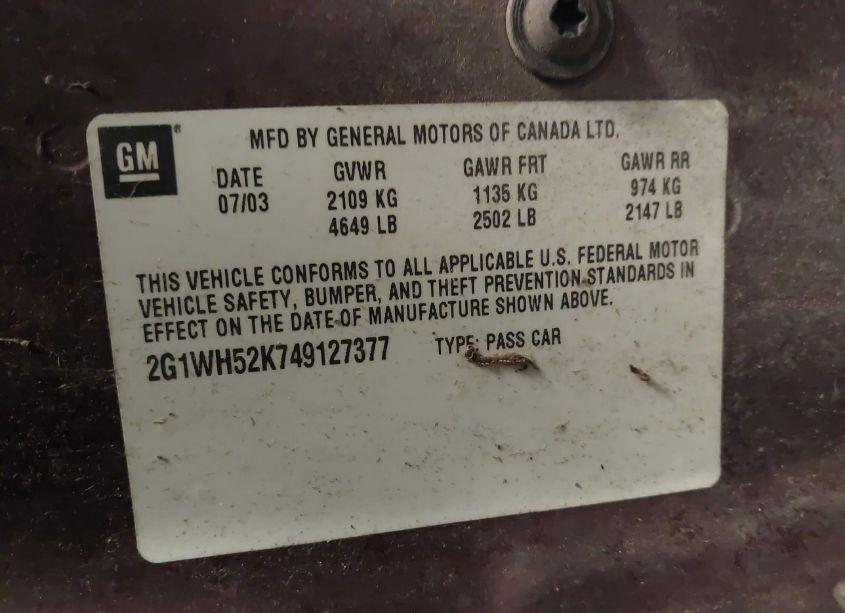 GM®
MFD BY GENERAL MOTORS OF CANADA LTD.
DATE GVWR GAWR FRT GAWR RR
07/03 2109 KG 1135 KG 974 KG
4649 LB 2502 LB 2147 LB
THIS VEHICLE CONFORMS TO ALL APPLICABLE U.S. FEDERAL MOTOR
VEHICLE SAFETY, BUMPER, AND THEFT PREVENTION STANDARDS IN
EFFECT ON THE DATE OF MANUFACTURE SHOWN ABOVE.
2G1WH52K749127377 TYPE: PASS CAR